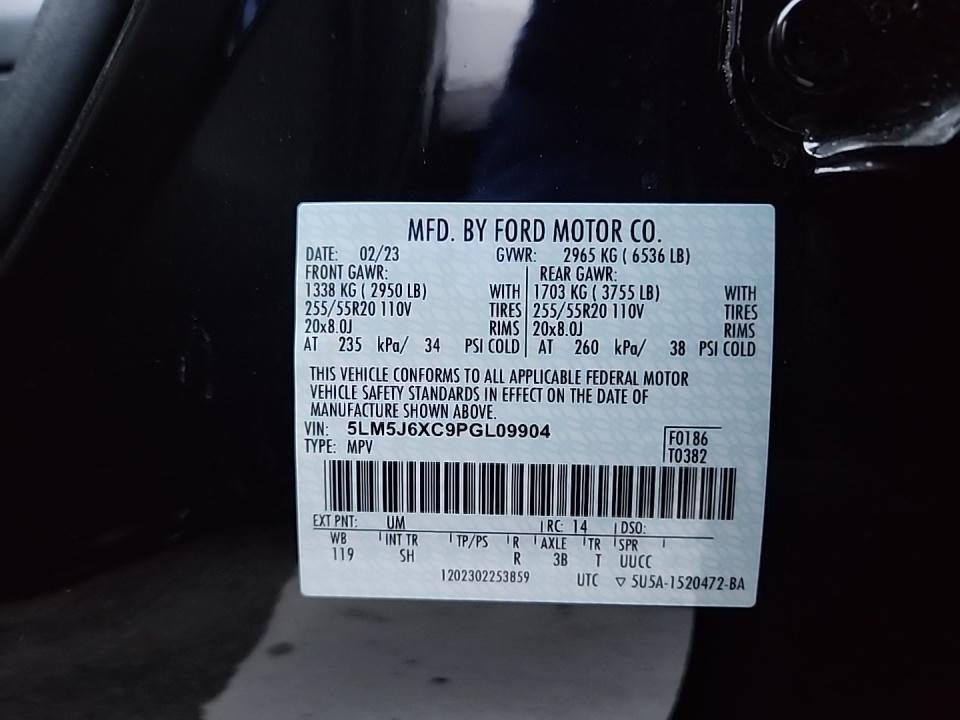 MFD. BY FORD MOTOR CO.
DATE: 02/23 GVWR: 2965 KG ( 6536 LB)
FRONT GAWR: REAR GAWR:
1338 KG ( 2950 LB) WITH 1703 KG ( 3755 LB) WITH
255/55R20 110V TIRES 255/55R20 110V TIRES
20x8.0J RIMS 20x8.0J RIMS
AT 235 kPa/ 34 PSI COLD AT 260 kPa/ 38 PSI COLD
THIS VEHICLE CONFORMS TO ALL APPLICABLE FEDERAL MOTOR
VEHICLE SAFETY STANDARDS IN EFFECT ON THE DATE OF
MANUFACTURE SHOWN ABOVE.
VIN: 5LM5J6XC9PGL09904 F0186
TYPE: MPV T0382
EXT PNT: UM RC: 14 DSO:
WB INT TR TP/PS R AXLE TR SPR
119 SH R 3B T UUCC
1202302253859 UTC ▽ 5U5A-1520472-BA